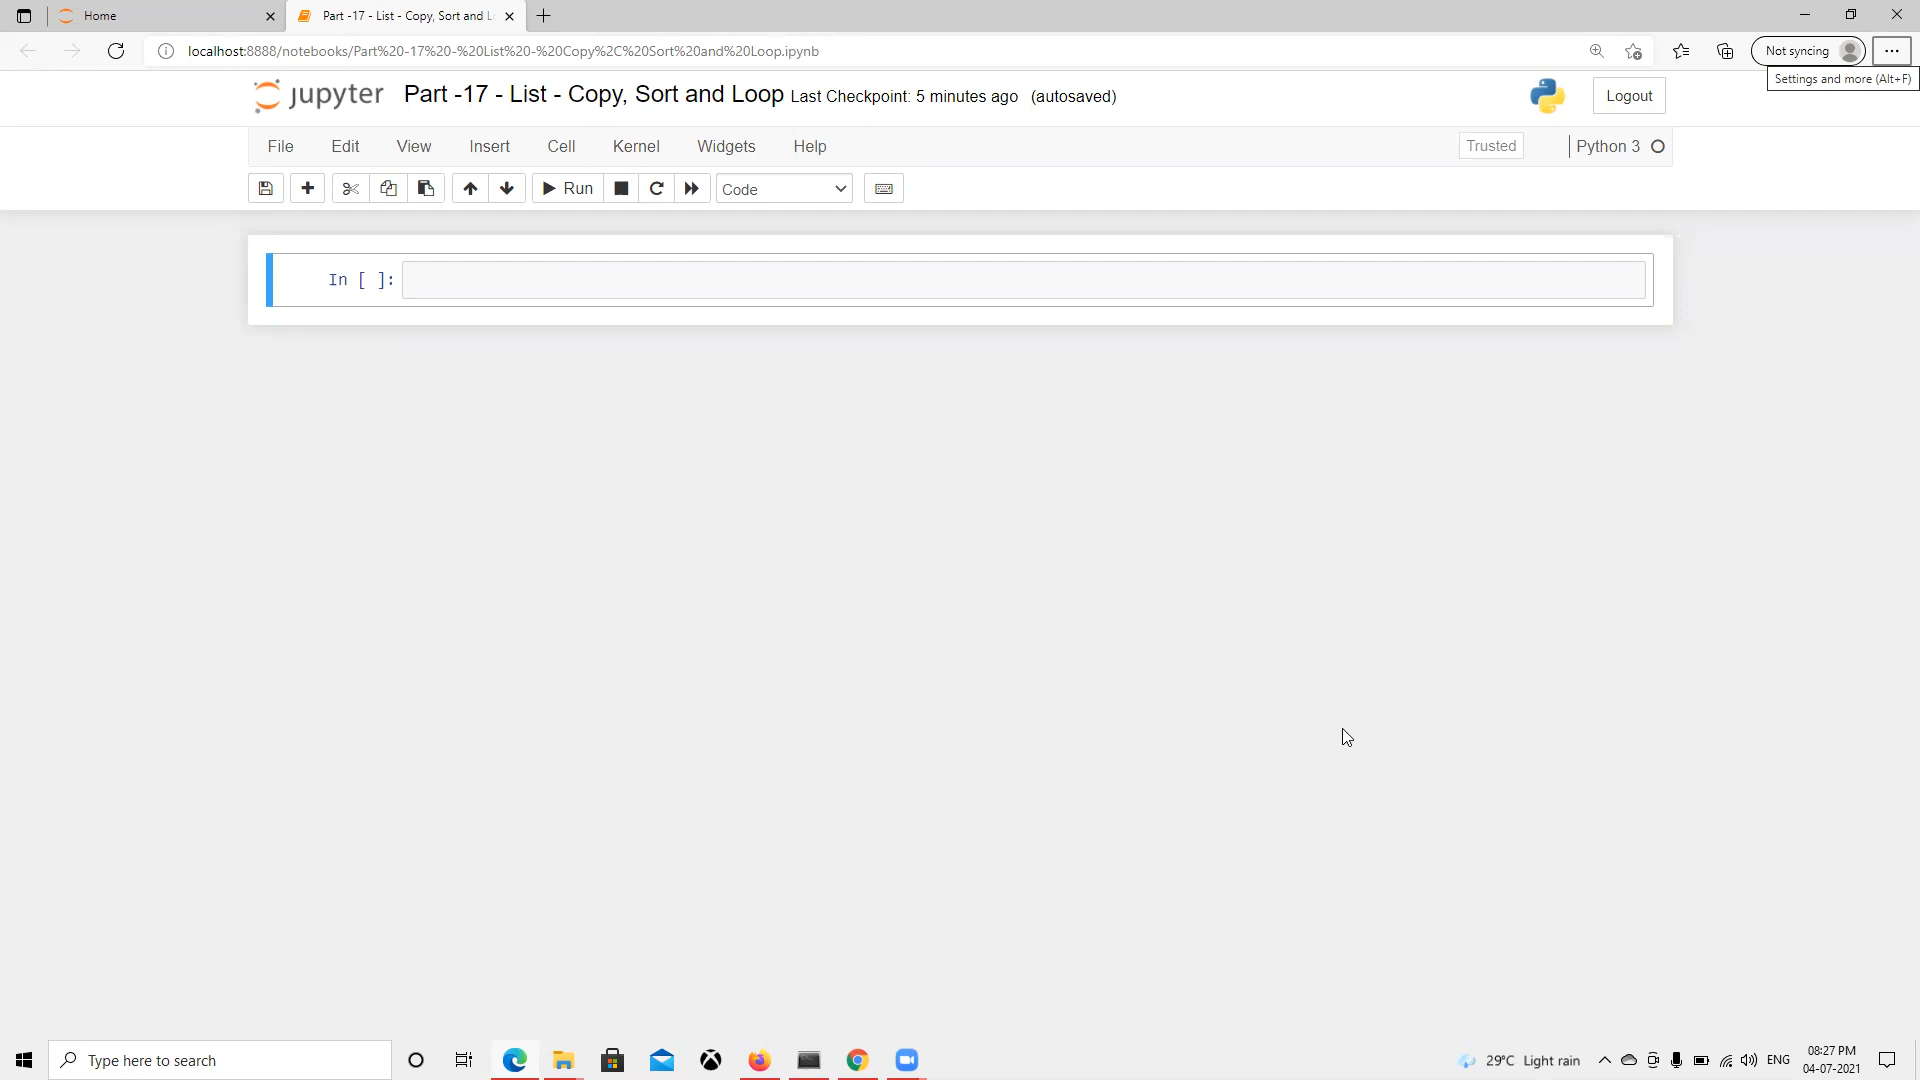 Home
Part -17 - List - Copy, Sort and Lo
localhost:8888/notebooks/Part%20-17%20-%20List%20-%20Copy%2C%20Sort%20and%20Loop.ipynb
Not syncing
Settings and more (Alt+F)
jupyter Part -17 - List - Copy, Sort and Loop Last Checkpoint: 5 minutes ago (autosaved)
Logout
File Edit View Insert Cell Kernel Widgets Help
Trusted
Python 3
Run
Code
In [ ]:
Type here to search
29°C Light rain
ENG
08:27 PM
04-07-2021